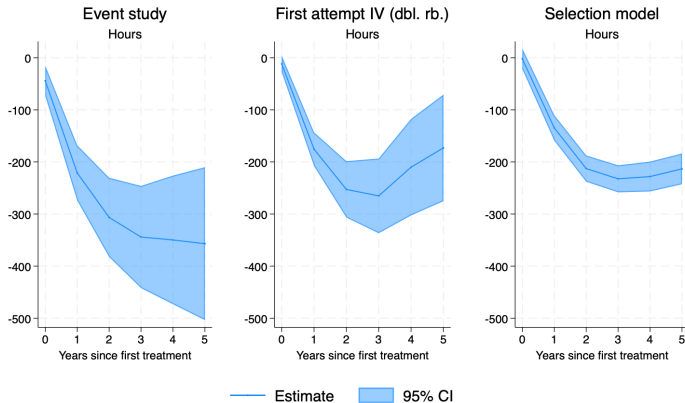 Event study
Hours
0
-100
-200
-300
-400
-500
0 1 2 3 4 5
Years since first treatment
First attempt IV (dbl. rb.)
Hours
0
-100
-200
-300
-400
-500
0 1 2 3 4 5
Years since first treatment
Selection model
Hours
0
-100
-200
-300
-400
-500
0 1 2 3 4 5
Years since first treatment
Estimate 95% CI